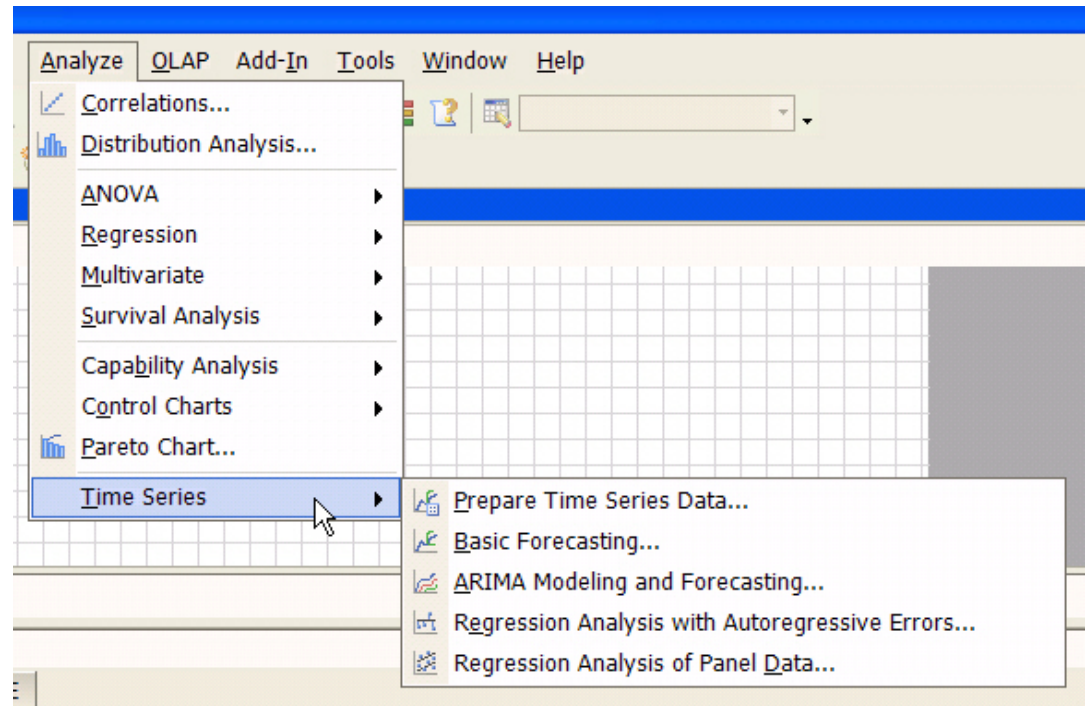 Analyze OLAP Add-In Tools Window Help
Correlations...
Distribution Analysis...
ANOVA
Regression
Multivariate
Survival Analysis
Capability Analysis
Control Charts
Pareto Chart...
Time Series
Prepare Time Series Data...
Basic Forecasting...
ARIMA Modeling and Forecasting...
Regression Analysis with Autoregressive Errors...
Regression Analysis of Panel Data...